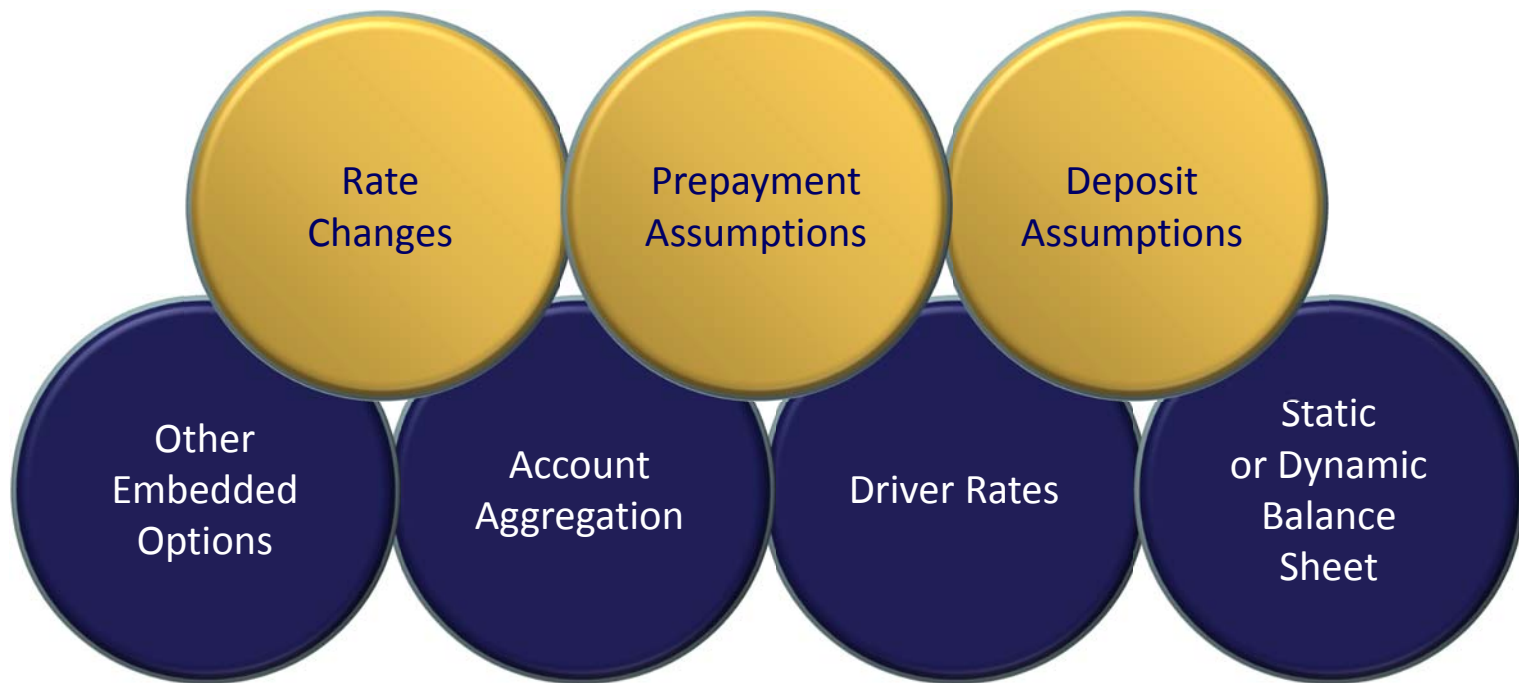 Rate
Changes
Prepayment
Assumptions
Deposit
Assumptions
Other
Embedded
Options
Account
Aggregation
Driver Rates
Static
or Dynamic
Balance
Sheet